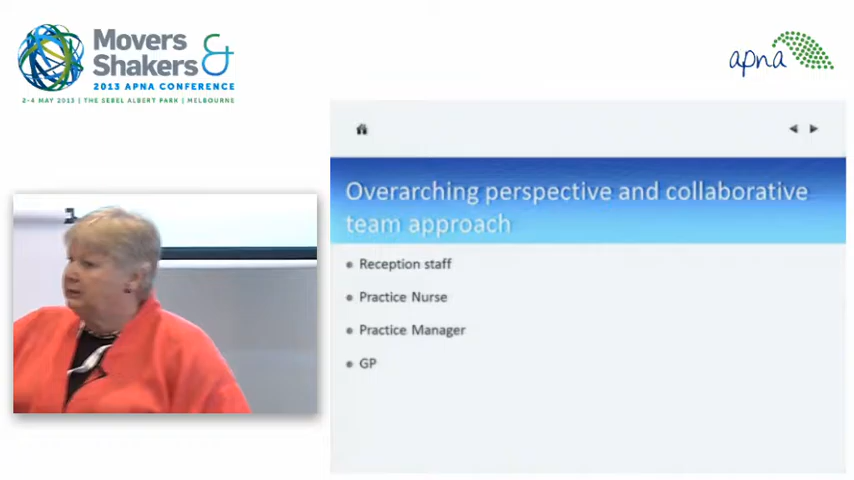 Movers
Shakers &
2013 APNA CONFERENCE
2-4 MAY 2013 | THE SEBEL ALBERT PARK | MELBOURNE
apna
Overarching perspective and collaborative
team approach
Reception staff
Practice Nurse
Practice Manager
GP